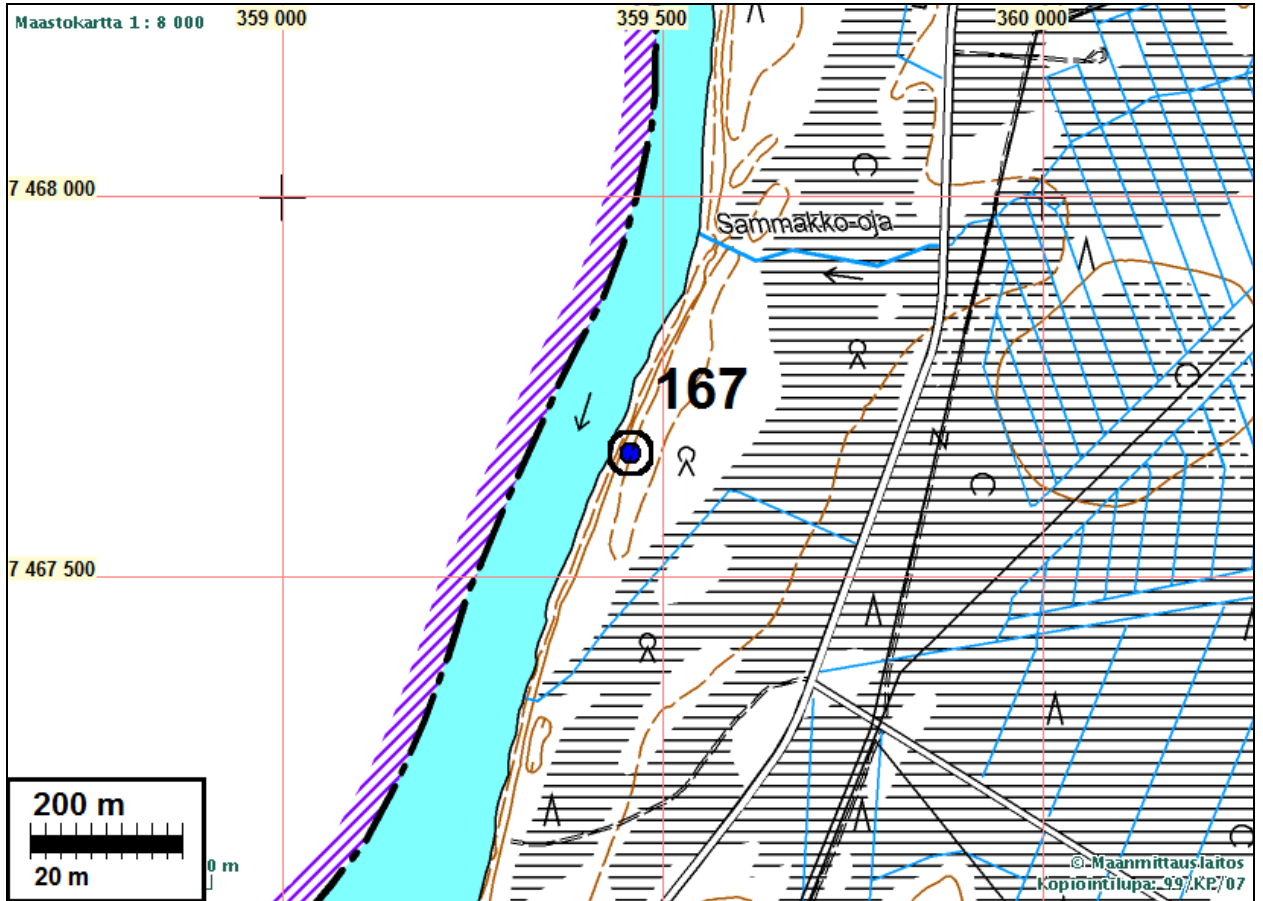 Maastokartta 1 : 8 000
359 000
359 500
360 000
7 468 000
Sammakko-oja
167
7 467 500
200 m
20 m
0 m
© Maanmittauslaitos
Kopiointilupa: 99/KP/07